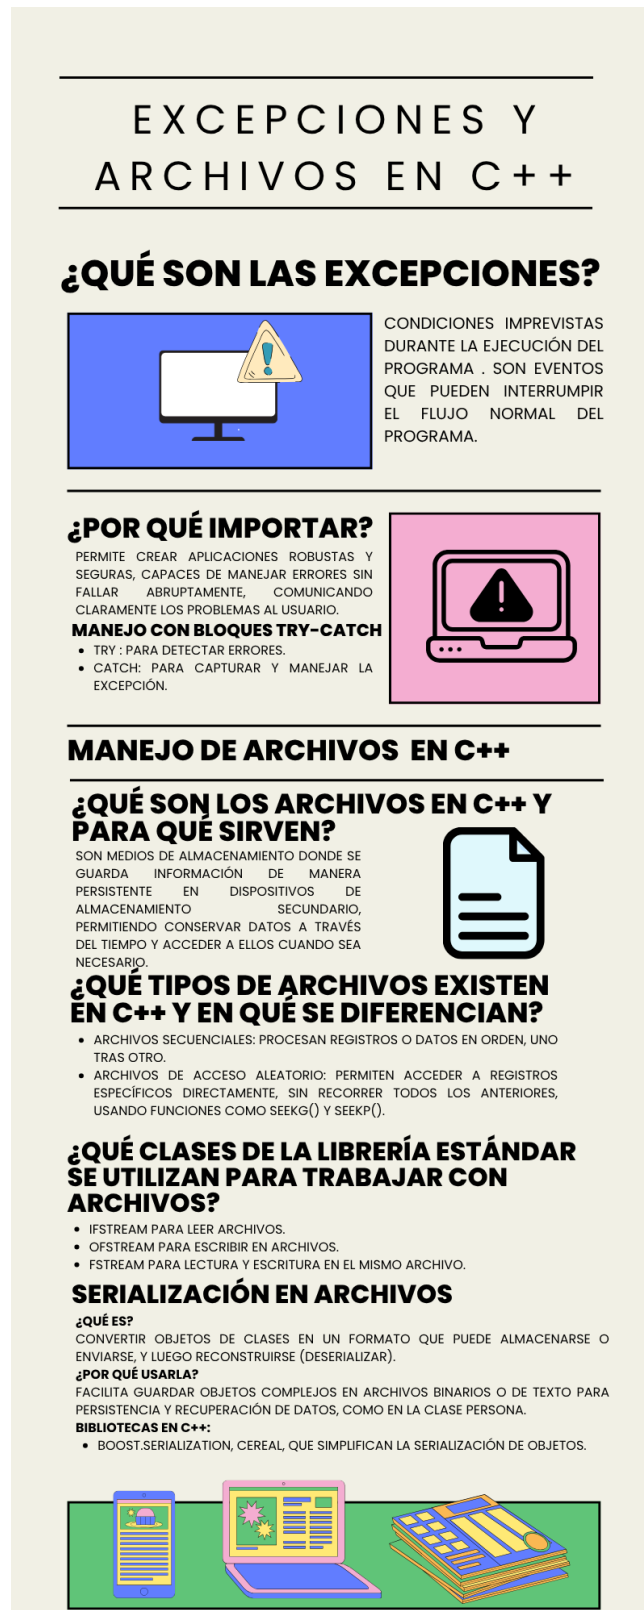 EXCEPCIONES Y
ARCHIVOS EN C++
¿QUÉ SON LAS EXCEPCIONES?
CONDICIONES IMPREVISTAS
DURANTE LA EJECUCIÓN DEL
PROGRAMA . SON EVENTOS
QUE PUEDEN INTERRUMPIR
EL FLUJO NORMAL DEL
PROGRAMA.
¿POR QUÉ IMPORTAR?
PERMITE CREAR APLICACIONES ROBUSTAS Y
SEGURAS, CAPACES DE MANEJAR ERRORES SIN
FALLAR ABRUPTAMENTE, COMUNICANDO
CLARAMENTE LOS PROBLEMAS AL USUARIO.
MANEJO CON BLOQUES TRY-CATCH
• TRY : PARA DETECTAR ERRORES.
• CATCH: PARA CAPTURAR Y MANEJAR LA
EXCEPCIÓN.
MANEJO DE ARCHIVOS EN C++
¿QUÉ SON LOS ARCHIVOS EN C++ Y
PARA QUÉ SIRVEN?
SON MEDIOS DE ALMACENAMIENTO DONDE SE
GUARDA INFORMACIÓN DE MANERA
PERSISTENTE EN DISPOSITIVOS DE
ALMACENAMIENTO SECUNDARIO,
PERMITIENDO CONSERVAR DATOS A TRAVÉS
DEL TIEMPO Y ACCEDER A ELLOS CUANDO SEA
NECESARIO.
¿QUÉ TIPOS DE ARCHIVOS EXISTEN
EN C++ Y EN QUÉ SE DIFERENCIAN?
• ARCHIVOS SECUENCIALES: PROCESAN REGISTROS O DATOS EN ORDEN, UNO
TRAS OTRO.
• ARCHIVOS DE ACCESO ALEATORIO: PERMITEN ACCEDER A REGISTROS
ESPECÍFICOS DIRECTAMENTE, SIN RECORRER TODOS LOS ANTERIORES,
USANDO FUNCIONES COMO SEEKG() Y SEEKP().
¿QUÉ CLASES DE LA LIBRERÍA ESTÁNDAR
SE UTILIZAN PARA TRABAJAR CON
ARCHIVOS?
• IFSTREAM PARA LEER ARCHIVOS.
• OFSTREAM PARA ESCRIBIR EN ARCHIVOS.
• FSTREAM PARA LECTURA Y ESCRITURA EN EL MISMO ARCHIVO.
SERIALIZACIÓN EN ARCHIVOS
¿QUÉ ES?
CONVERTIR OBJETOS DE CLASES EN UN FORMATO QUE PUEDE ALMACENARSE O
ENVIARSE, Y LUEGO RECONSTRUIRSE (DESERIALIZAR).
¿POR QUÉ USARLA?
FACILITA GUARDAR OBJETOS COMPLEJOS EN ARCHIVOS BINARIOS O DE TEXTO PARA
PERSISTENCIA Y RECUPERACIÓN DE DATOS, COMO EN LA CLASE PERSONA.
BIBLIOTECAS EN C++:
• BOOST.SERIALIZATION, CEREAL, QUE SIMPLIFICAN LA SERIALIZACIÓN DE OBJETOS.